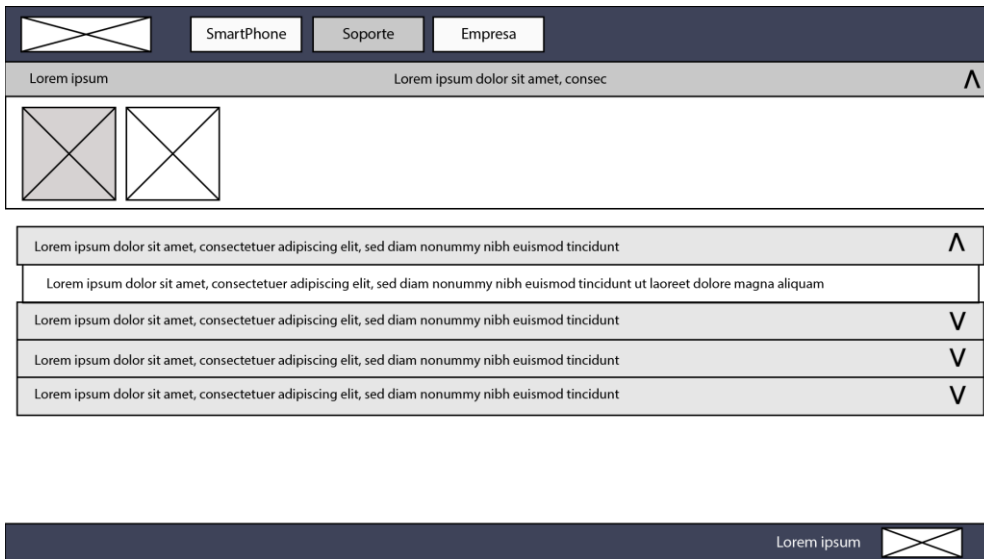 SmartPhone Soporte Empresa
Lorem ipsum Lorem ipsum dolor sit amet, consec
Lorem ipsum dolor sit amet, consectetuer adipiscing elit, sed diam nonummy nibh euismod tincidunt
Lorem ipsum dolor sit amet, consectetuer adipiscing elit, sed diam nonummy nibh euismod tincidunt ut laoreet dolore magna aliquam
Lorem ipsum dolor sit amet, consectetuer adipiscing elit, sed diam nonummy nibh euismod tincidunt
Lorem ipsum dolor sit amet, consectetuer adipiscing elit, sed diam nonummy nibh euismod tincidunt
Lorem ipsum dolor sit amet, consectetuer adipiscing elit, sed diam nonummy nibh euismod tincidunt
Lorem ipsum